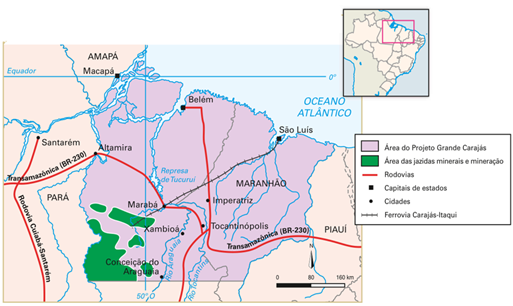 AMAPÁ
Macapá
Equador
0°
Belém
OCEANO
ATLÂNTICO
São Luís
Santarém
Altamira
Transamazônica (BR-230)
Represa
de Tucuruí
PARÁ
Rodovia Cuiabá-Santarém
Marabá
MARANHÃO
Imperatriz
Xambioá
Tocantinópolis
Transamazônica (BR-230)
PIAUÍ
Conceição do
Araguaia
Rio Araguaia
Rio Tocantins
50° O
N
0 80 160 km
Área do Projeto Grande Carajás
Área das jazidas minerais e mineração
Rodovias
Capitais de estados
Cidades
Ferrovia Carajás-Itaqui